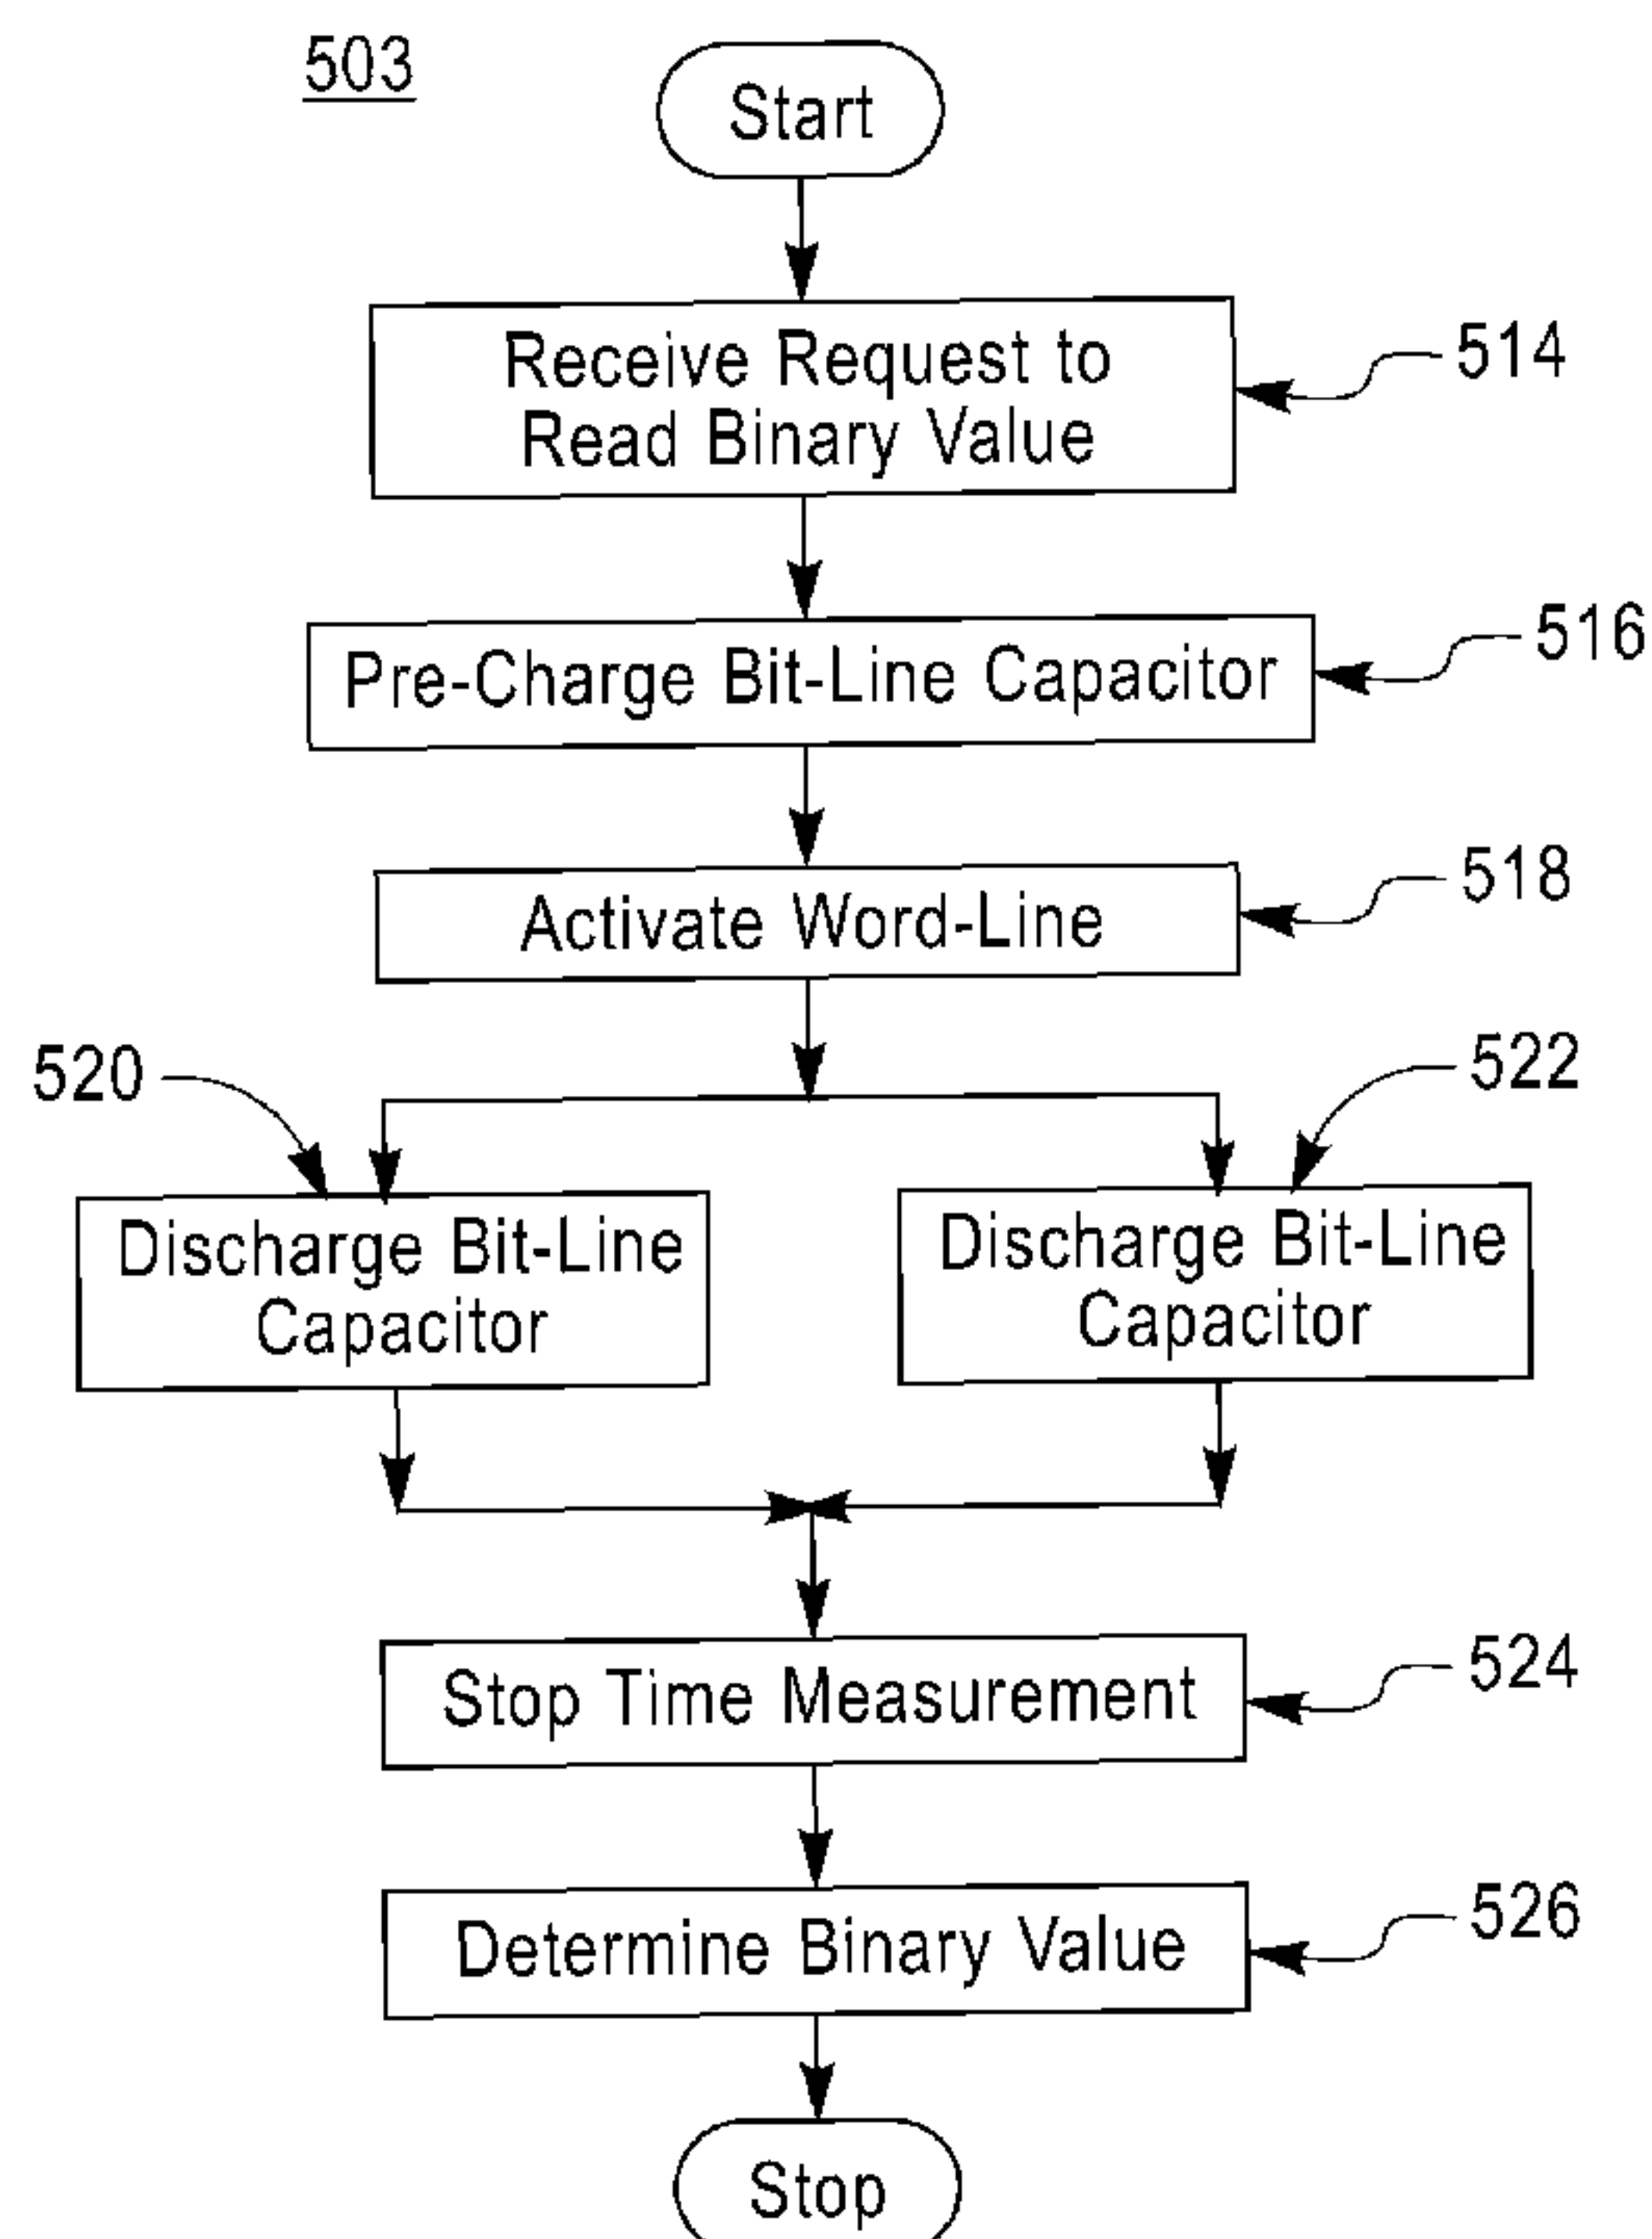 503
Start
Receive Request to
Read Binary Value
514
Pre-Charge Bit-Line Capacitor
516
Activate Word-Line
518
520
522
Discharge Bit-Line
Capacitor
Discharge Bit-Line
Capacitor
Stop Time Measurement
524
Determine Binary Value
526
Stop